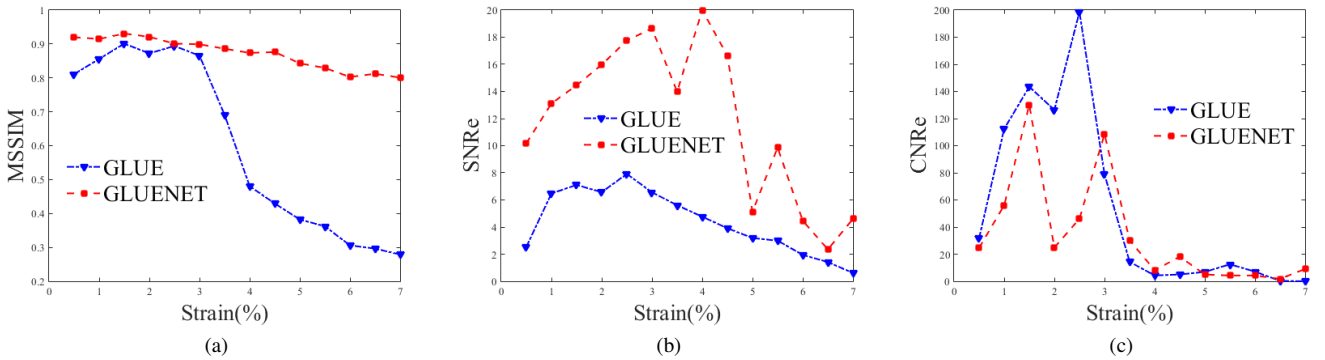 1
0.9
0.8
0.7
0.6
0.5
0.4
0.3
0.2
MSSIM
GLUE
GLUENET
0 1 2 3 4 5 6 7
Strain(%)
(a)
20
18
16
14
12
10
8
6
4
2
0
SNRe
GLUE
GLUENET
0 1 2 3 4 5 6 7
Strain(%)
(b)
200
180
160
140
120
100
80
60
40
20
0
CNRe
GLUE
GLUENET
0 1 2 3 4 5 6 7
Strain(%)
(c)